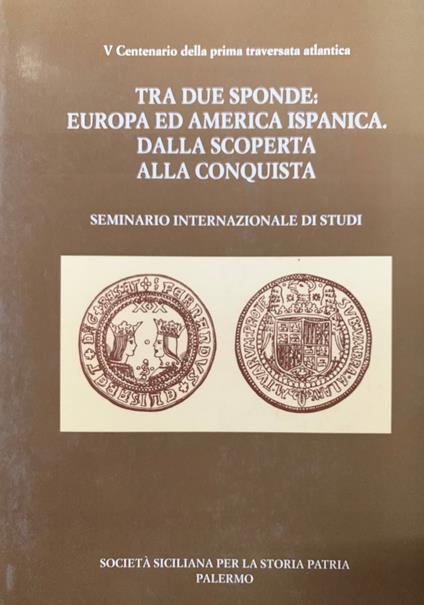 V Centenario della prima traversata atlantica
TRA DUE SPONDE:
EUROPA ED AMERICA ISPANICA.
DALLA SCOPERTA
ALLA CONQUISTA
SEMINARIO INTERNAZIONALE DI STUDI
SOCIETÀ SICILIANA PER LA STORIA PATRIA
PALERMO